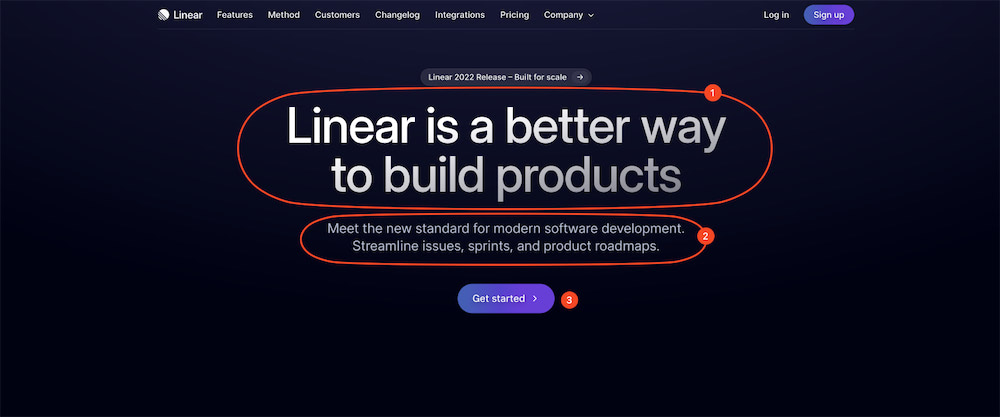 Linear Features Method Customers Changelog Integrations Pricing Company Log in Sign up
Linear 2022 Release – Built for scale →
1
Linear is a better way
to build products
Meet the new standard for modern software development.
2
Streamline issues, sprints, and product roadmaps.
Get started
3